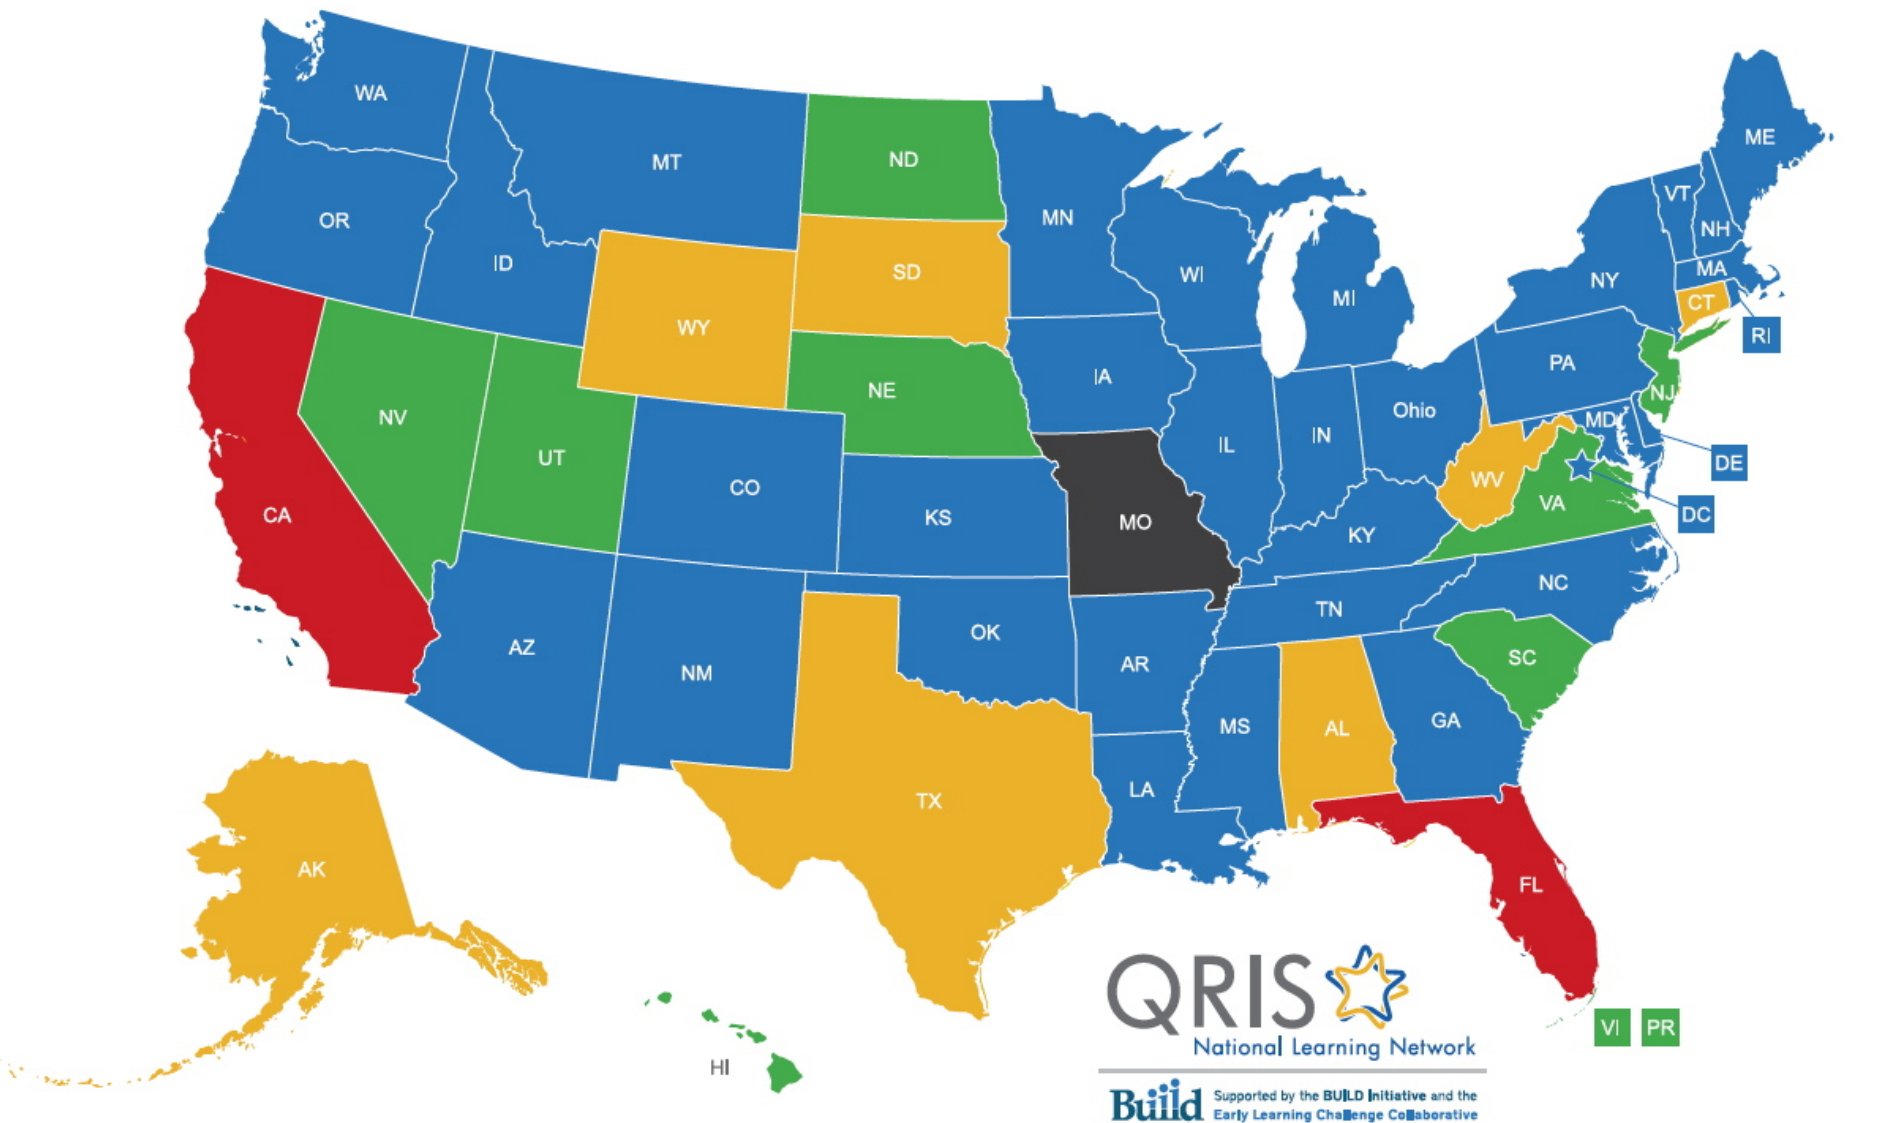 WA
MT
ND
ME
OR
ID
MN
VT
NH
SD
WI
MI
NY
MA
CT
RI
WY
NV
NE
IA
PA
NJ
UT
CO
IL
IN
Ohio
MD
DE
WV
CA
KS
MO
KY
VA
DC
AZ
NM
OK
AR
TN
NC
SC
MS
AL
GA
TX
LA
AK
FL
HI
VI
PR
QRIS
National Learning Network
Build
Supported by the BUILD Initiative and the
Early Learning Challenge Collaborative